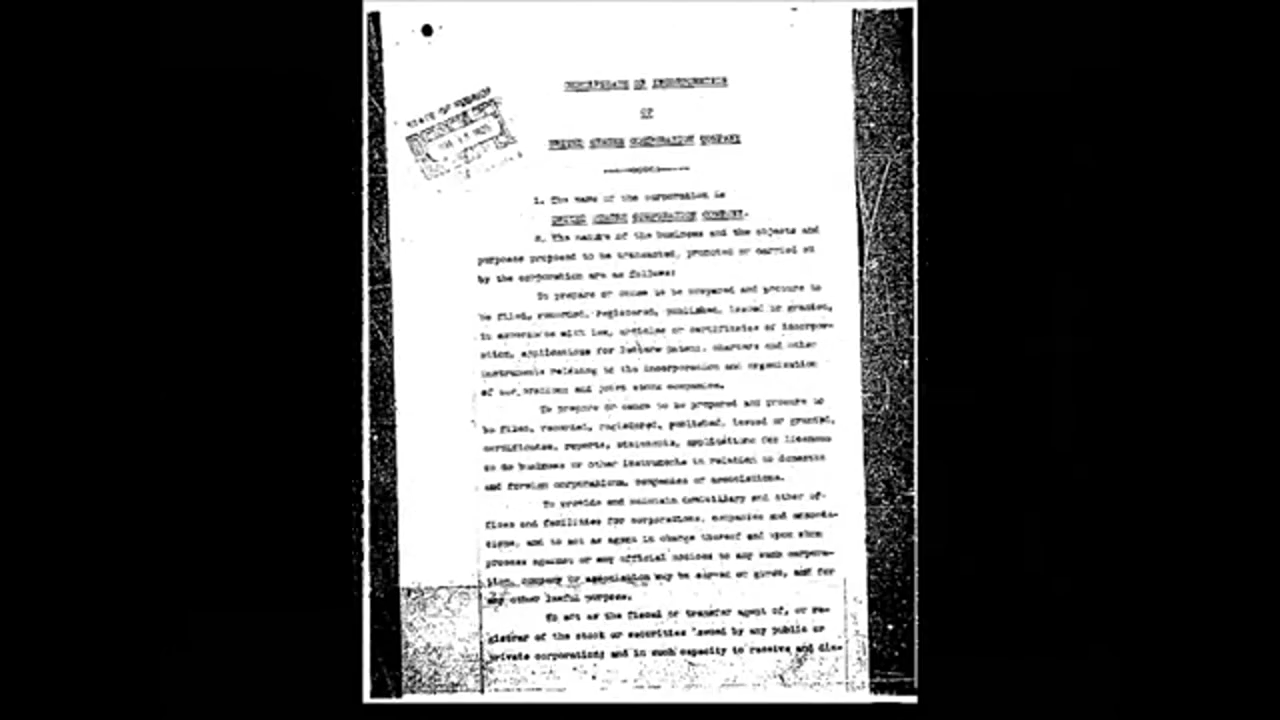 CERTIFICATE OF INCORPORATION
OF
UNITED STATES CORPORATION COMPANY
STATE OF
1. The name of the corporation is
UNITED STATES CORPORATION COMPANY.
2. The nature of the business and the objects and
purposes proposed to be transacted, promoted or carried on
by the corporation are as follows:
To prepare or cause to be prepared and procure to
be filed, recorded, registered, published, issued or granted,
in accordance with law, articles or certificates of incorpor-
ation, applications for letters patent, charters and other
instruments relating to the incorporation and organization
of corporations and joint stock companies.
To prepare or cause to be prepared and procure to
be filed, recorded, registered, published, issued or granted,
certificates, reports, statements, applications for licenses
to do business or other instruments in relation to domestic
and foreign corporations, companies or associations.
To provide and maintain domiciliary and other of-
fices and facilities for corporations, companies and associa-
tions, and to act as agent in charge thereof and upon whom
process against or any official notices to any such corpora-
tion, company or association may be served or given, and for
any other lawful purpose.
To act as the fiscal or transfer agent of, or re-
gistrar of the stock or securities issued by any public or
private corporation; and in such capacity to receive and dis-